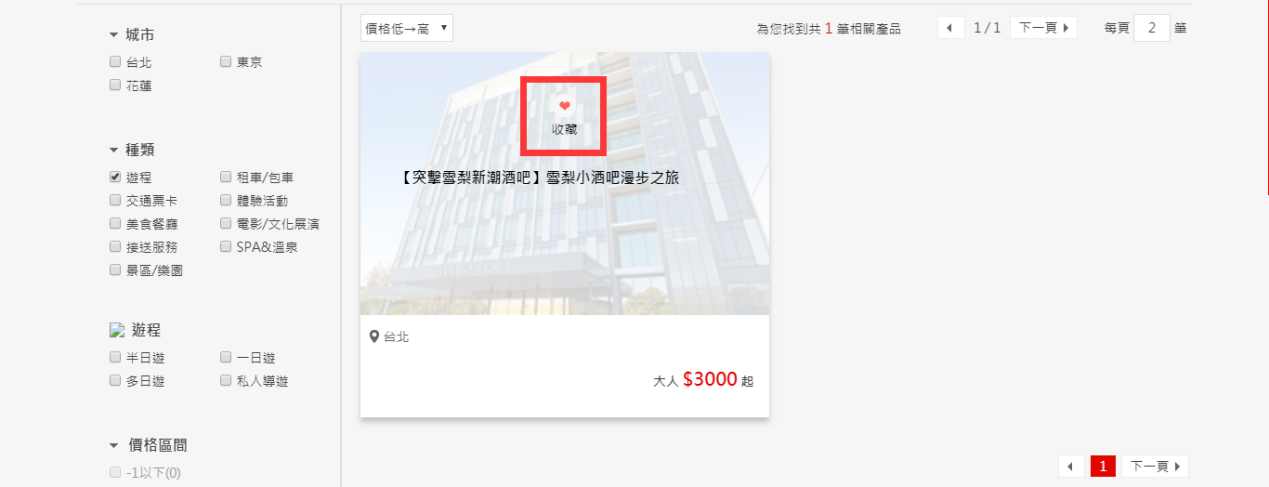 城市
台北
東京
花蓮
種類
遊程
租車/包車
交通票卡
體驗活動
美食餐廳
電影/文化展演
接送服務
SPA&溫泉
景區/樂園
遊程
半日遊
一日遊
多日遊
私人導遊
價格區間
-1以下(0)
價格低→高
為您找到共 1 筆相關產品
1/1
下一頁
每頁 2 筆
收藏
【突擊雪梨新潮酒吧】雪梨小酒吧漫步之旅
台北
大人 $3000 起
1
下一頁